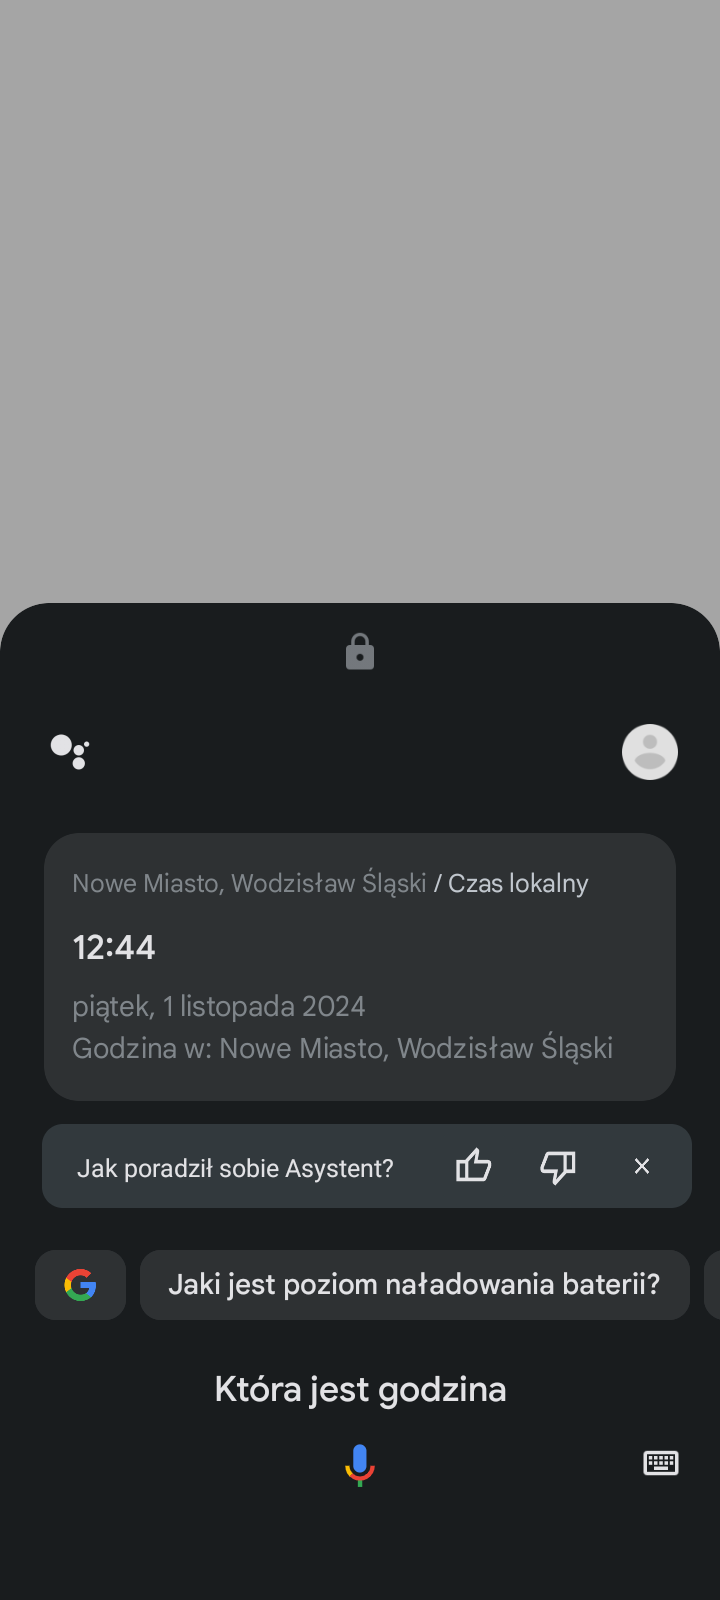 Nowe Miasto, Wodzisław Śląski / Czas lokalny
12:44
piątek, 1 listopada 2024
Godzina w: Nowe Miasto, Wodzisław Śląski
Jak poradził sobie Asystent?
Jaki jest poziom naładowania baterii?
Która jest godzina